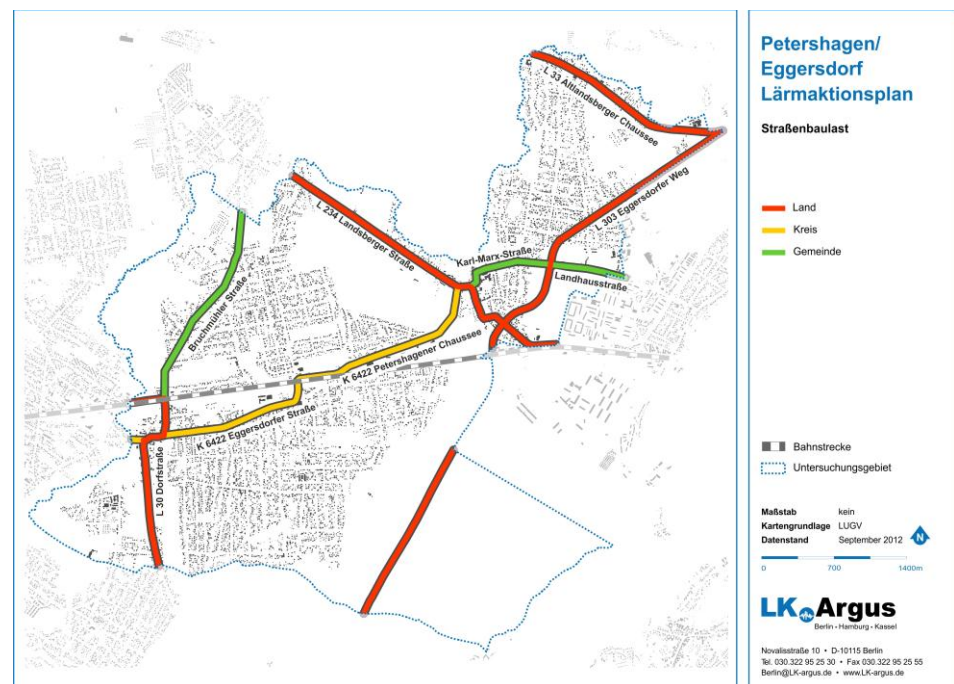 L 33 Altlandsberger Chaussee
L 303 Eggersdorfer Weg
L 234 Landsberger Straße
Karl-Marx-Straße
Landhausstraße
Bruchmühler Straße
K 6422 Petershagener Chaussee
K 6422 Eggersdorfer Straße
L 30 Dorfstraße
Petershagen/
Eggersdorf
Lärmaktionsplan
Straßenbaulast
Land
Kreis
Gemeinde
Bahnstrecke
Untersuchungsgebiet
Maßstab kein
Kartengrundlage LUGV
Datenstand September 2012
N
0 700 1400m
LK Argus
Berlin • Hamburg • Kassel
Novalisstraße 10 • D-10115 Berlin
Tel. 030.322 95 25 30 • Fax 030.322 95 25 55
Berlin@LK-argus.de • www.LK-argus.de